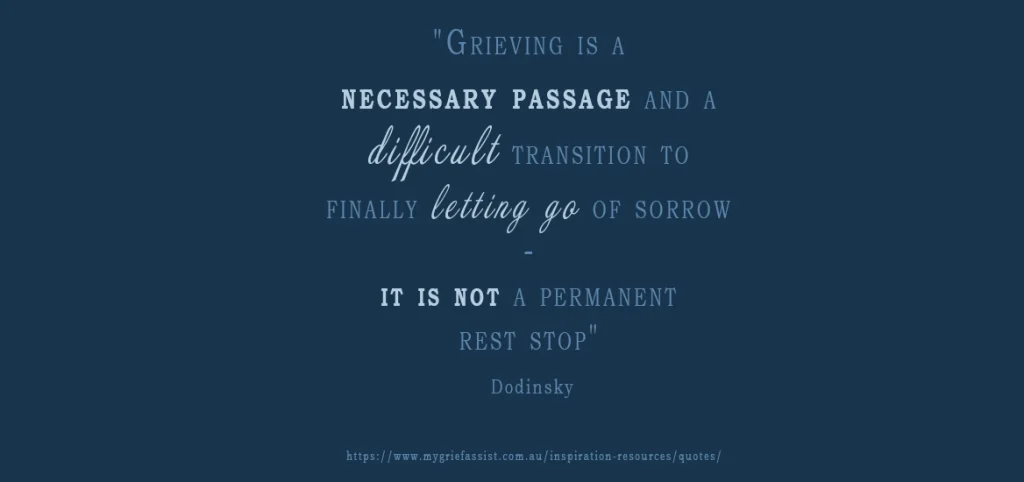 "Grieving is a
necessary passage and a
difficult transition to
finally letting go of sorrow
-
it is not a permanent
rest stop"
Dodinsky
https://www.mygriefassist.com.au/inspiration-resources/quotes/